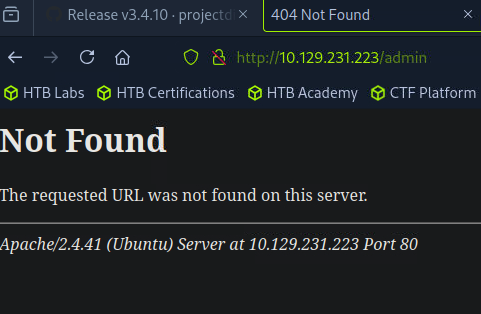 Release v3.4.10 · projectd
404 Not Found
http://10.129.231.223/admin
HTB Labs HTB Certifications HTB Academy CTF Platform
Not Found
The requested URL was not found on this server.
Apache/2.4.41 (Ubuntu) Server at 10.129.231.223 Port 80